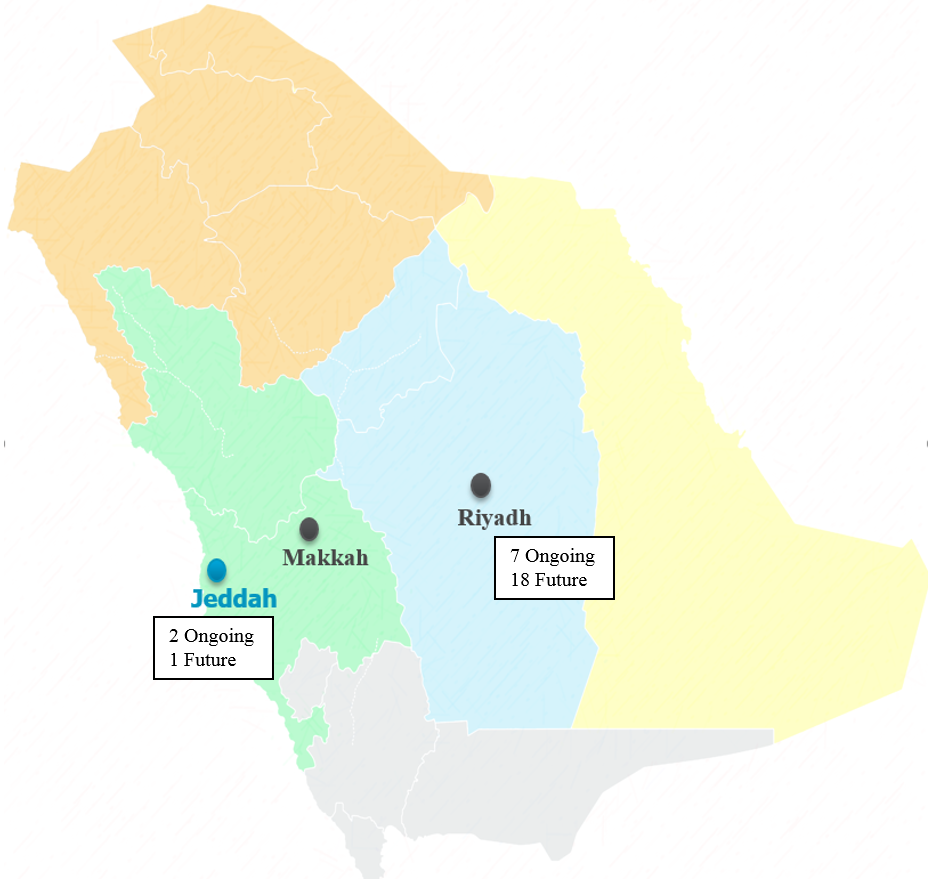 Riyadh
7 Ongoing
18 Future
Makkah
Jeddah
2 Ongoing
1 Future